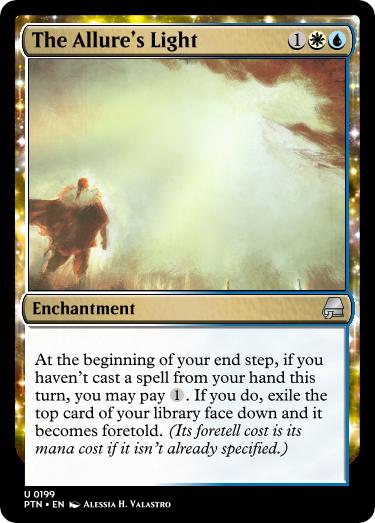 The Allure's Light 1
Enchantment
At the beginning of your end step, if you
haven't cast a spell from your hand this
turn, you may pay 1. If you do, exile the
top card of your library face down and it
becomes foretold. (Its foretell cost is its
mana cost if it isn't already specified.)
U 0199
PTN • EN Alessia H. Valastro